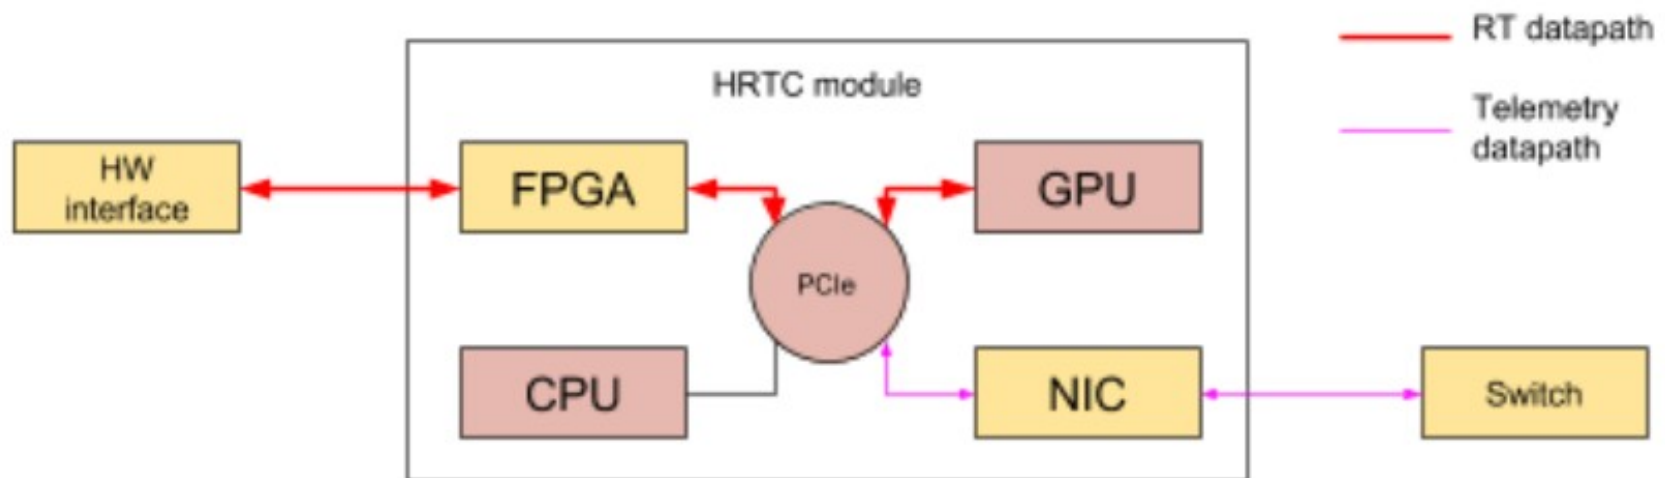 RT datapath
HRTC module
Telemetry
datapath
HW
interface
FPGA
GPU
PCIe
CPU
NIC
Switch